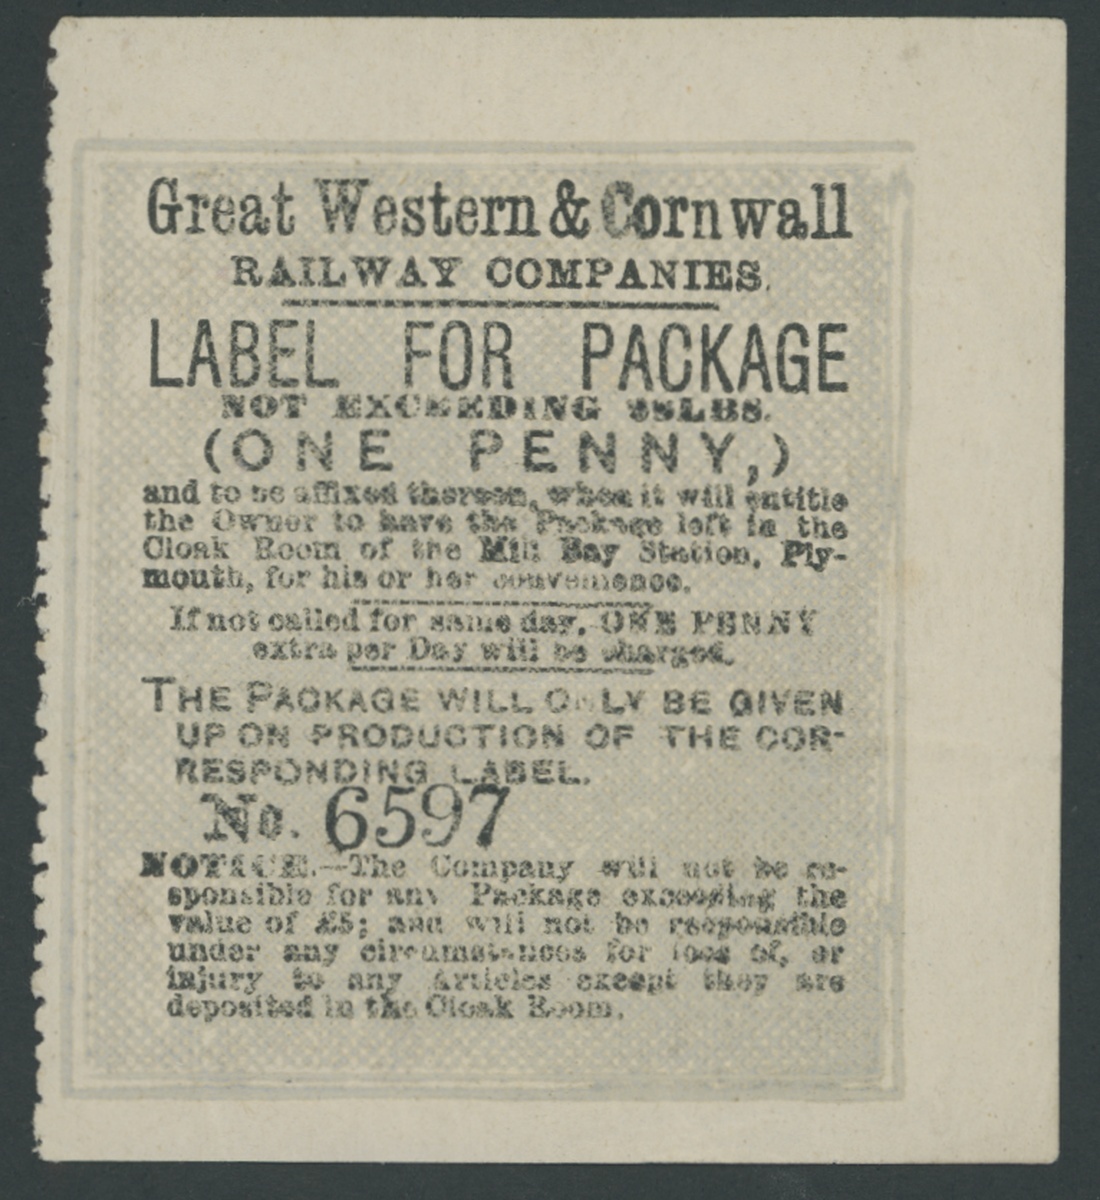 Great Western & Cornwall
RAILWAY COMPANIES.
LABEL FOR PACKAGE
NOT EXCEEDING LBS.
(ONE PENNY,)
and to be affixed thereon, when it will entitle
the Owner to have the Package left in the
Cloak Room of the Mill Bay Station, Ply-
mouth, for his or her convenience.
If not called for same day, ONE PENNY
extra per Day will be charged.
THE PACKAGE WILL ONLY BE GIVEN
UP ON PRODUCTION OF THE COR-
RESPONDING LABEL.
No. 6597
NOTICE.—The Company will not be re-
sponsible for any Package exceeding the
value of £5; and will not be responsible
under any circumstances for loss of, or
injury to any Articles except they are
deposited in the Cloak Room.